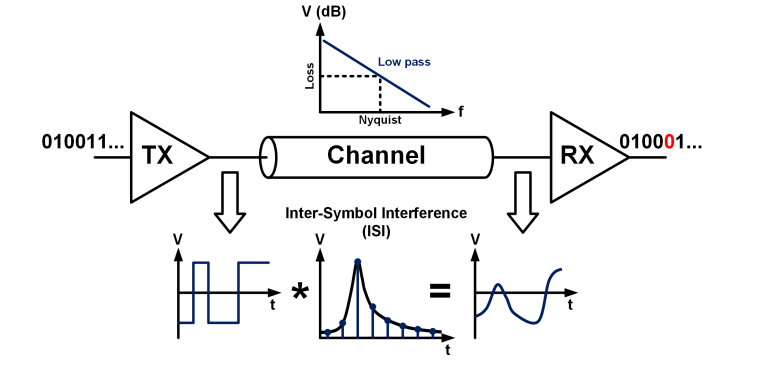 V (dB)
Loss
Low pass
Nyquist
f
010011...
TX
Channel
RX
010001...
Inter-Symbol Interference
(ISI)
V
t
*
V
t
=
V
t